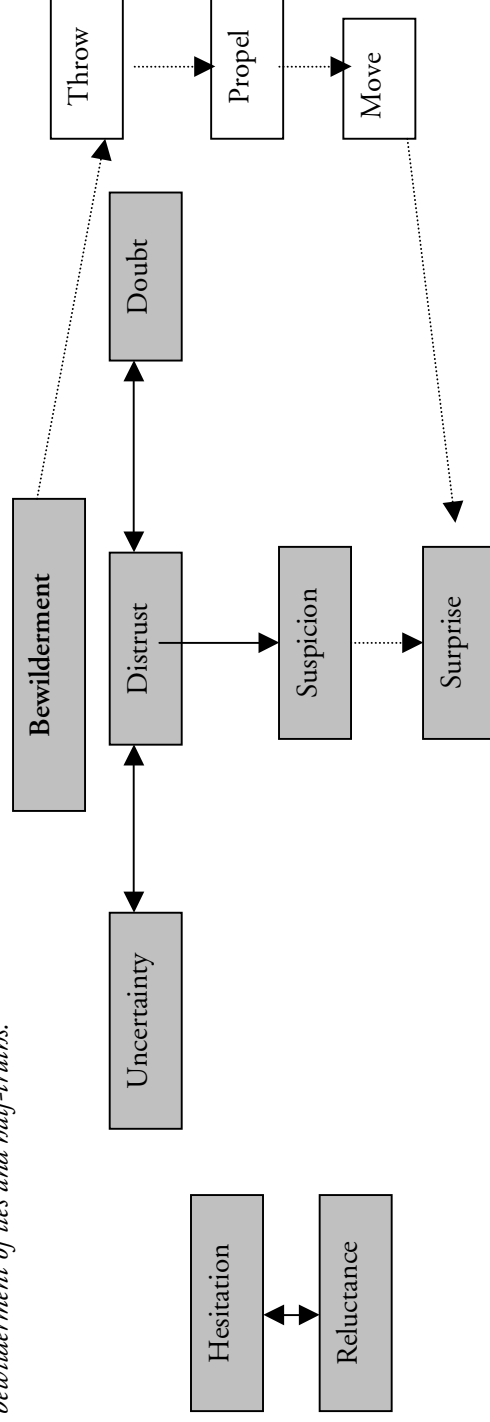 bewilderment of lies and half-truths.
Bewilderment
Throw
Uncertainty
Distrust
Doubt
Hesitation
Propel
Suspicion
Reluctance
Move
Surprise